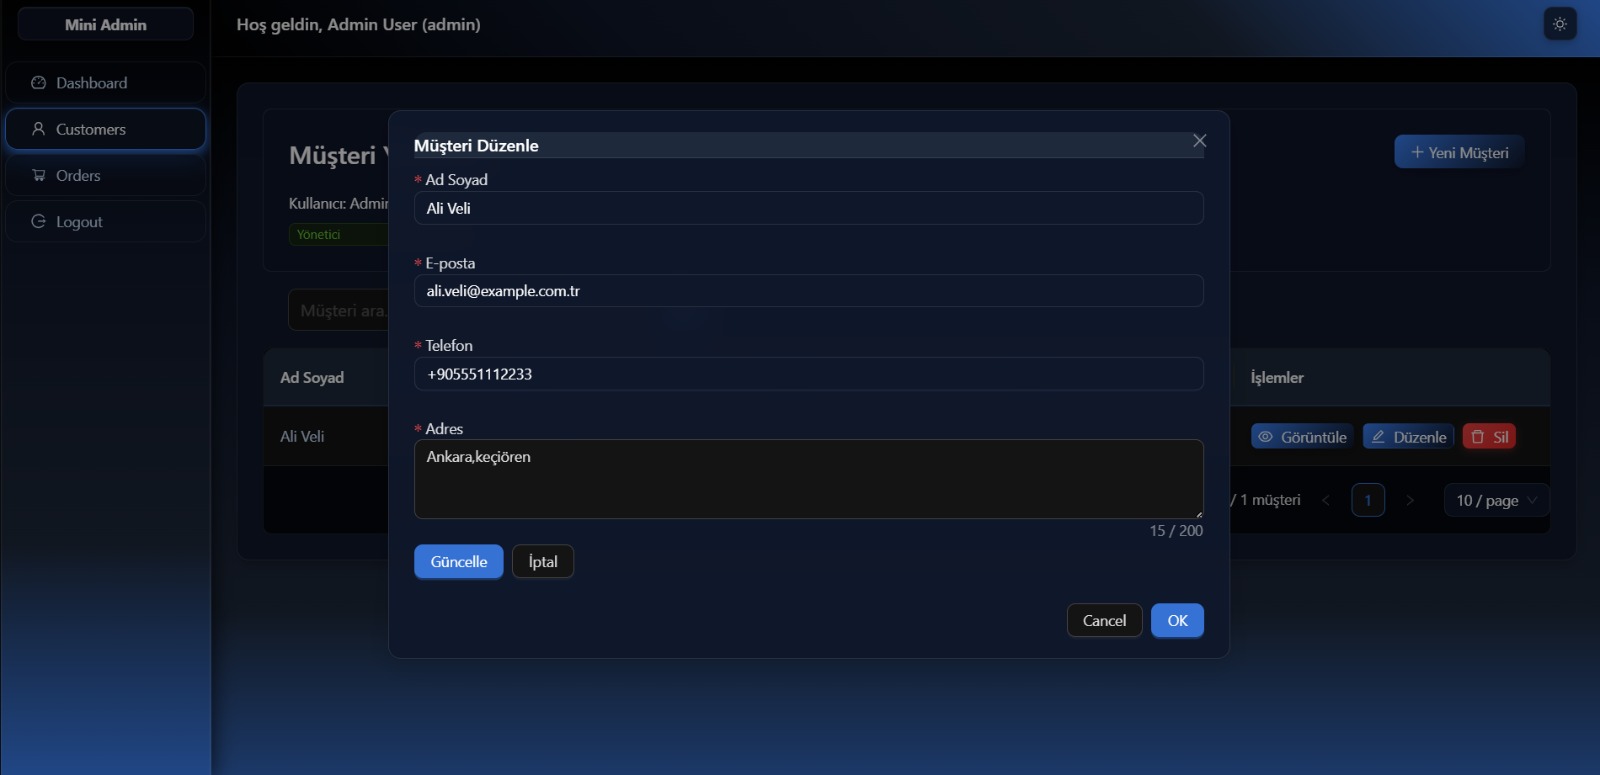 Mini Admin
Hoş geldin, Admin User (admin)
Dashboard
Customers
Orders
Logout
Müşteri
Kullanıcı:
Yönetici
Müşteri ara.
+ Yeni Müşteri
Müşteri Düzenle
* Ad Soyad
Ali Veli
* E-posta
ali.veli@example.com.tr
* Telefon
+905551112233
* Adres
Ankara,keçiören
15 / 200
Güncelle İptal
Cancel OK
Ad Soyad İşlemler
Ali Veli Görüntüle Düzenle Sil
/ 1 müşteri < 1 > 10 / page